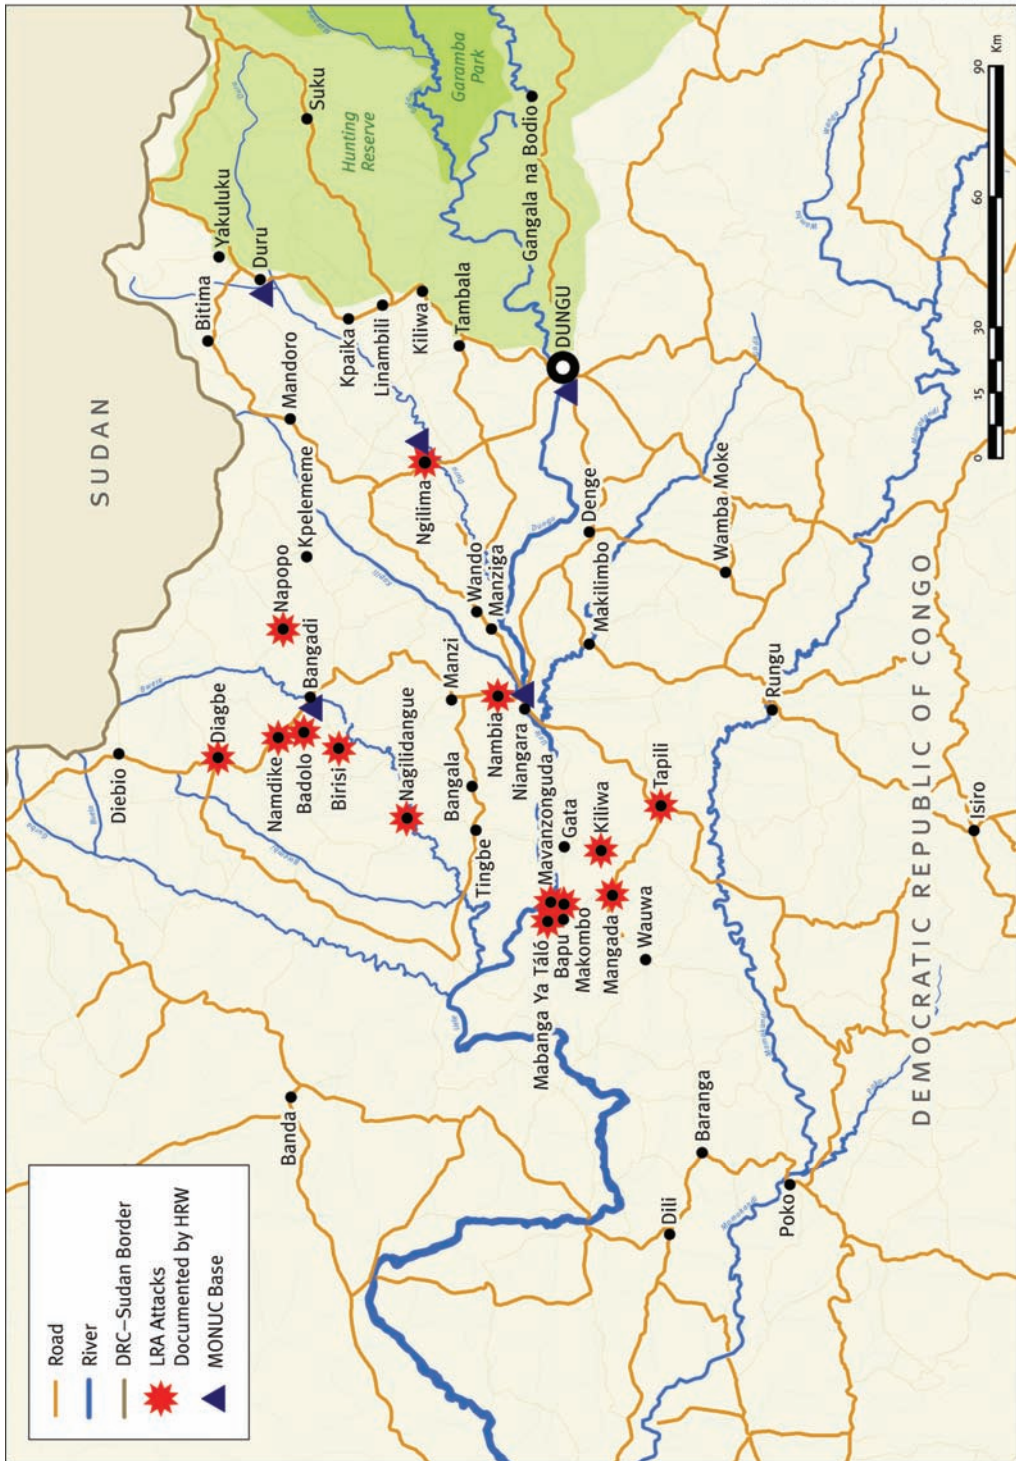 Road
River
DRC–Sudan Border
LRA Attacks
Documented by HRW
MONUC Base
SUDAN
Diebio
Bitima
Yakuluku
Diagbe
Duru
Banda
Namdike
Napopo
Mandoro
Badolo
Bangadi
Kpelememe
Suku
Birisi
Kpaika
Hunting
Reserve
Linambili
Nagilidangue
Ngilima
Kiliwa
Manzi
Tambala
Garamba
Park
Bangala
Wando
Tingbe
Manziga
Nambia
Niangara
Gangala na Bodio
Mabanga Ya Táló
Mavanzonguda
Bapu
Gata
DUNGU
Makombo
Kiliwa
Denge
Mangada
Makilimbo
Wauwa
Tapili
Dili
Baranga
Wamba Moke
Rungu
Poko
DEMOCRATIC REPUBLIC OF CONGO
Isiro
0 15 30 60 90
Km